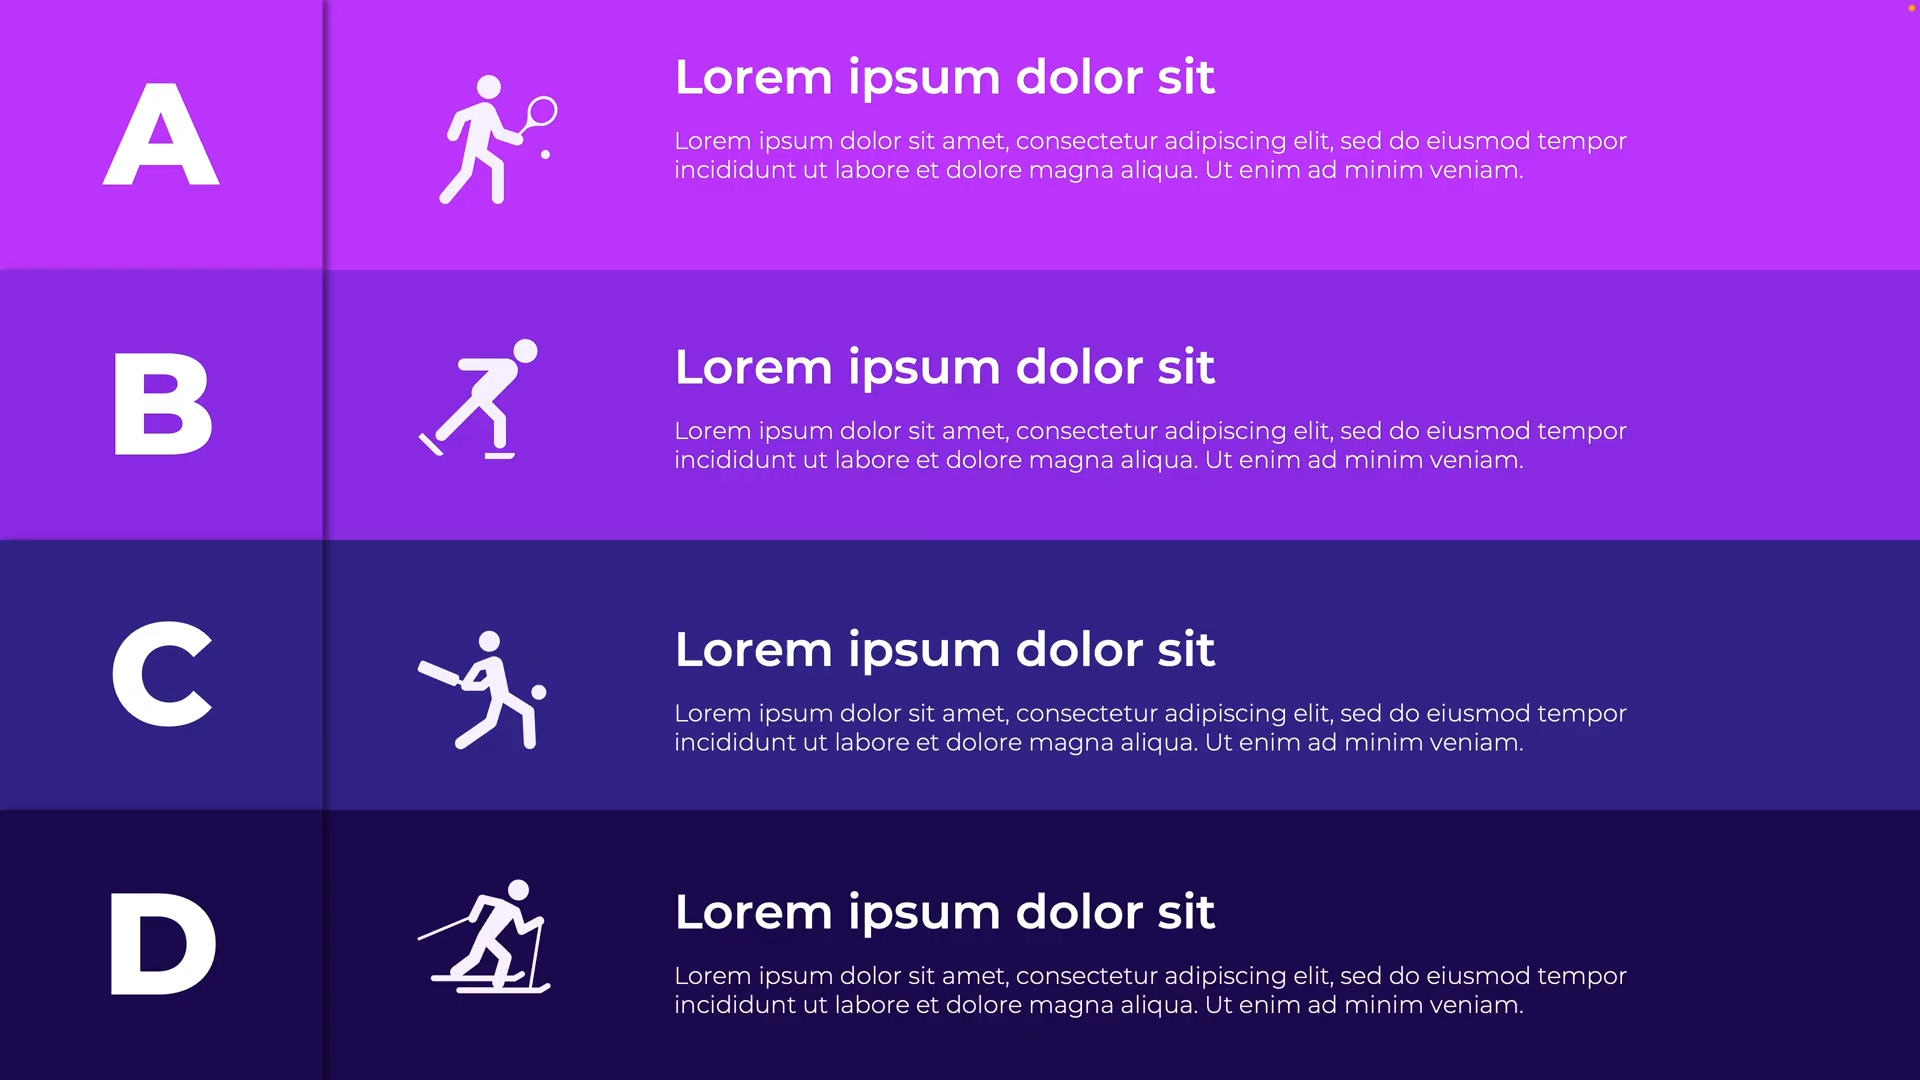 A
Lorem ipsum dolor sit
Lorem ipsum dolor sit amet, consectetur adipiscing elit, sed do eiusmod tempor
incididunt ut labore et dolore magna aliqua. Ut enim ad minim veniam.
B
Lorem ipsum dolor sit
Lorem ipsum dolor sit amet, consectetur adipiscing elit, sed do eiusmod tempor
incididunt ut labore et dolore magna aliqua. Ut enim ad minim veniam.
C
Lorem ipsum dolor sit
Lorem ipsum dolor sit amet, consectetur adipiscing elit, sed do eiusmod tempor
incididunt ut labore et dolore magna aliqua. Ut enim ad minim veniam.
D
Lorem ipsum dolor sit
Lorem ipsum dolor sit amet, consectetur adipiscing elit, sed do eiusmod tempor
incididunt ut labore et dolore magna aliqua. Ut enim ad minim veniam.